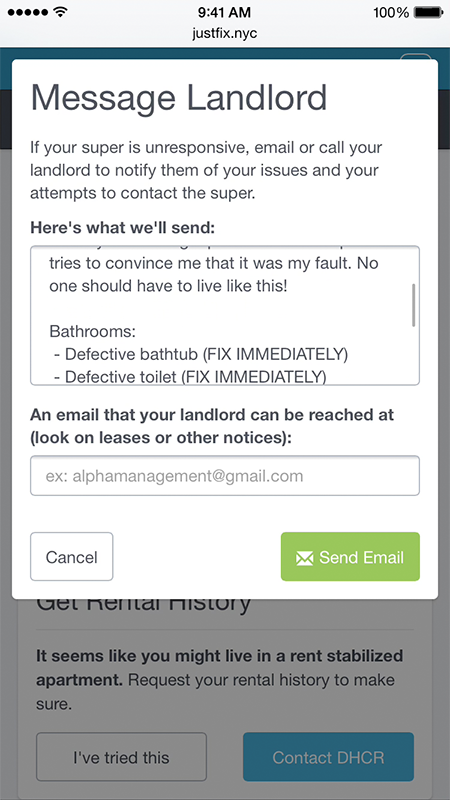 9:41 AM
100%
justfix.nyc
Message Landlord
If your super is unresponsive, email or call your
landlord to notify them of your issues and your
attempts to contact the super.
Here's what we'll send:
tries to convince me that it was my fault. No
one should have to live like this!
Bathrooms:
- Defective bathtub (FIX IMMEDIATELY)
- Defective toilet (FIX IMMEDIATELY)
An email that your landlord can be reached at
(look on leases or other notices):
ex: alphamanagement@gmail.com
Cancel
Send Email
Get Rental History
It seems like you might live in a rent stabilized
apartment. Request your rental history to make
sure.
I've tried this
Contact DHCR